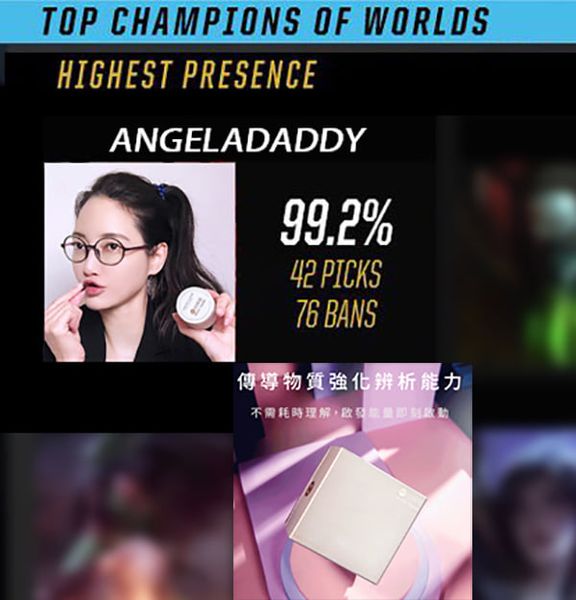 TOP CHAMPIONS OF WORLDS
HIGHEST PRESENCE
ANGELADADDY
99.2%
42 PICKS
76 BANS
傳導物質強化辨析能力
不需耗時理解,啟發能量即刻啟動